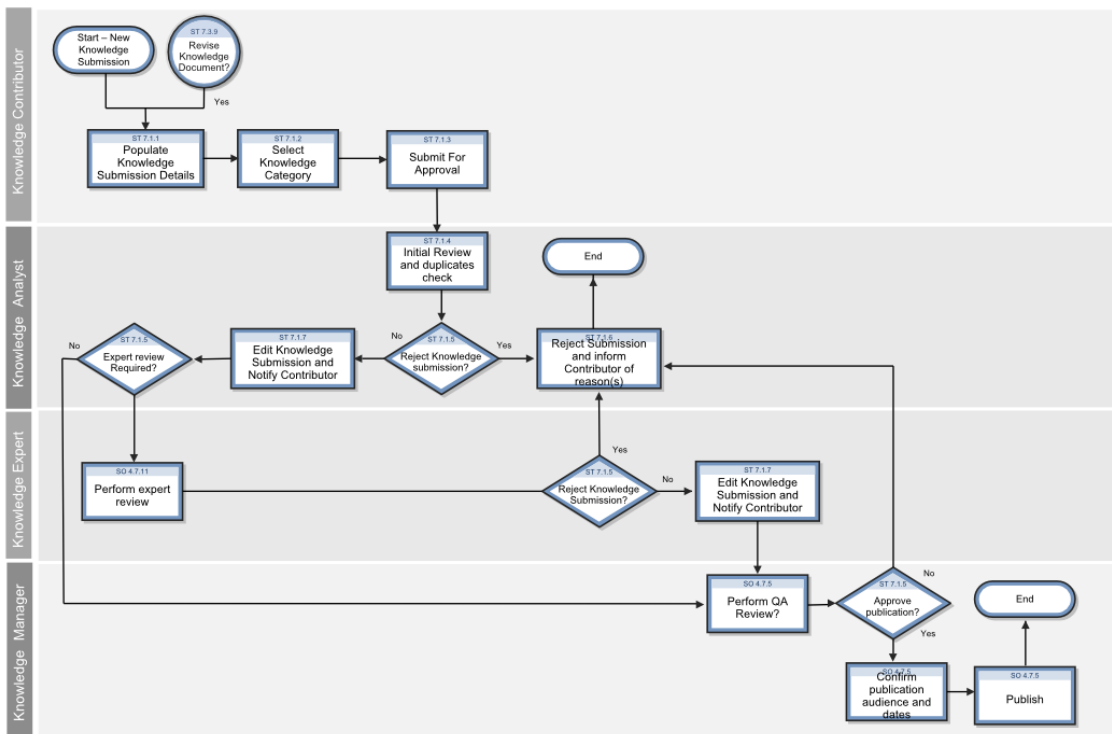 Knowledge Contributor
Start – New
Knowledge
Submission
ST 7.3.9
Revise
Knowledge
Document?
Yes
ST 7.1.1
Populate
Knowledge
Submission Details
ST 7.1.2
Select
Knowledge
Category
ST 7.1.3
Submit For
Approval
Knowledge Analyst
ST 7.1.4
Initial Review
and duplicates
check
End
No
ST 7.1.5
Expert review
Required?
ST 7.1.7
Edit Knowledge
Submission and
Notify Contributor
No
ST 7.1.5
Reject Knowledge
submission?
Yes
ST 7.1.6
Reject Submission
and inform
Contributor of
reason(s)
Knowledge Expert
SO 4.7.11
Perform expert
review
Yes
ST 7.1.5
Reject Knowledge
Submission?
No
ST 7.1.7
Edit Knowledge
Submission and
Notify Contributor
Knowledge Manager
SO 4.7.5
Perform QA
Review?
No
ST 7.1.5
Approve
publication?
Yes
End
SO 4.7.5
Confirm
publication
audience and
dates
SO 4.7.5
Publish